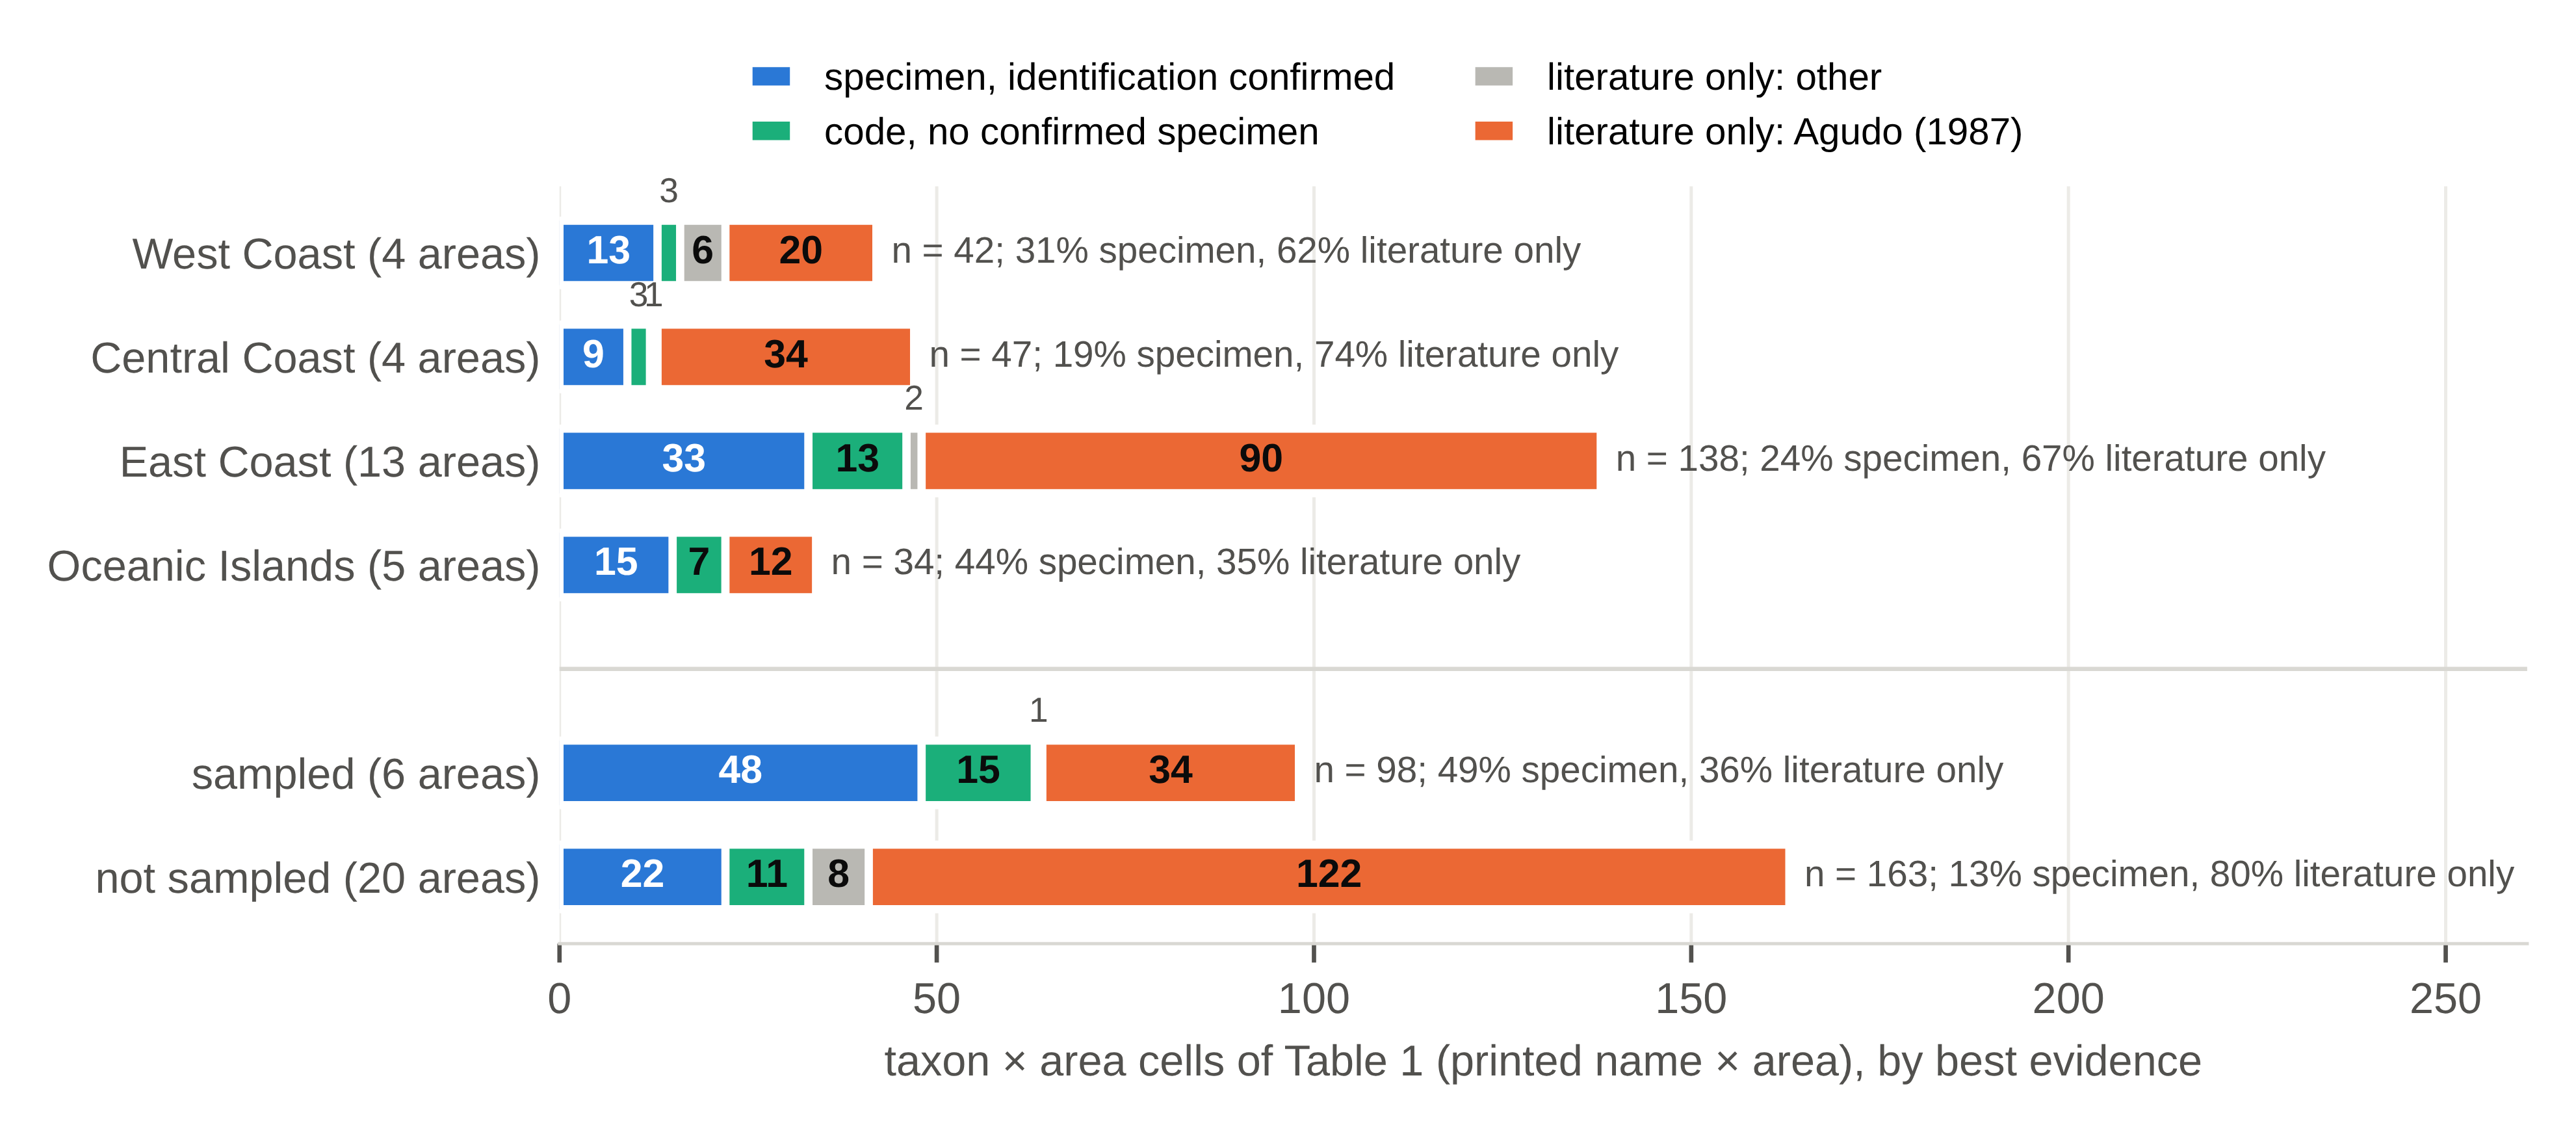 specimen, identification confirmed
code, no confirmed specimen
literature only: other
literature only: Agudo (1987)
3
West Coast (4 areas) 13 6 20 n = 42; 31% specimen, 62% literature only
3 1
Central Coast (4 areas) 9 34 n = 47; 19% specimen, 74% literature only
2
East Coast (13 areas) 33 13 90 n = 138; 24% specimen, 67% literature only
Oceanic Islands (5 areas) 15 7 12 n = 34; 44% specimen, 35% literature only
1
sampled (6 areas) 48 15 34 n = 98; 49% specimen, 36% literature only
not sampled (20 areas) 22 11 8 122 n = 163; 13% specimen, 80% literature only
0 50 100 150 200 250
taxon × area cells of Table 1 (printed name × area), by best evidence